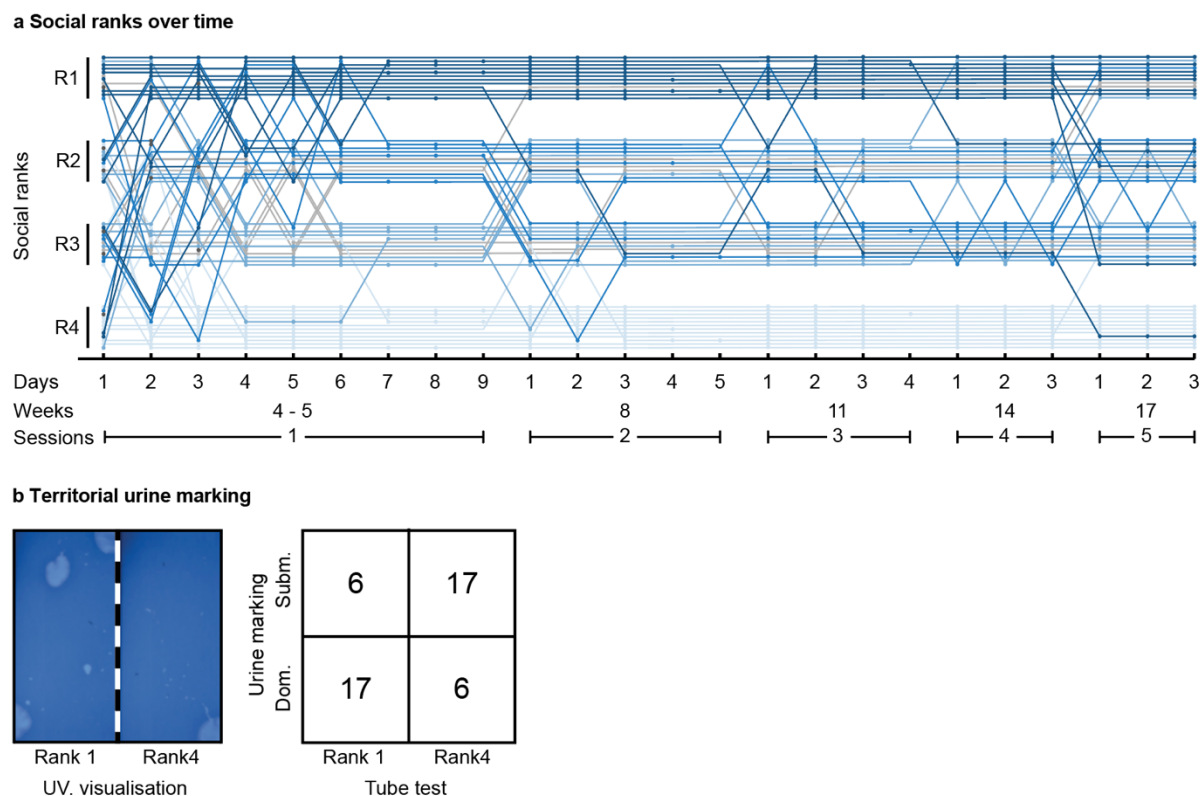 a Social ranks over time
R1
R2
R3
R4
Social ranks
Days 1 2 3 4 5 6 7 8 9 1 2 3 4 5 1 2 3 4 1 2 3 1 2 3
Weeks 4 - 5 8 11 14 17
Sessions 1 2 3 4 5
b Territorial urine marking
Urine marking
Subm.
6 17
Dom.
17 6
Rank 1 Rank4 Rank 1 Rank4
UV. visualisation Tube test